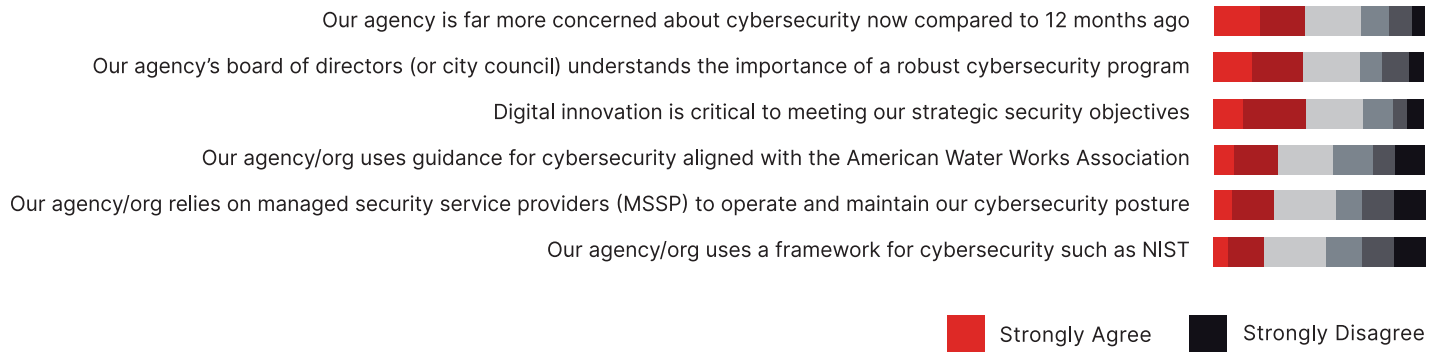 Our agency is far more concerned about cybersecurity now compared to 12 months ago
Our agency’s board of directors (or city council) understands the importance of a robust cybersecurity program
Digital innovation is critical to meeting our strategic security objectives
Our agency/org uses guidance for cybersecurity aligned with the American Water Works Association
Our agency/org relies on managed security service providers (MSSP) to operate and maintain our cybersecurity posture
Our agency/org uses a framework for cybersecurity such as NIST
Strongly Agree
Strongly Disagree